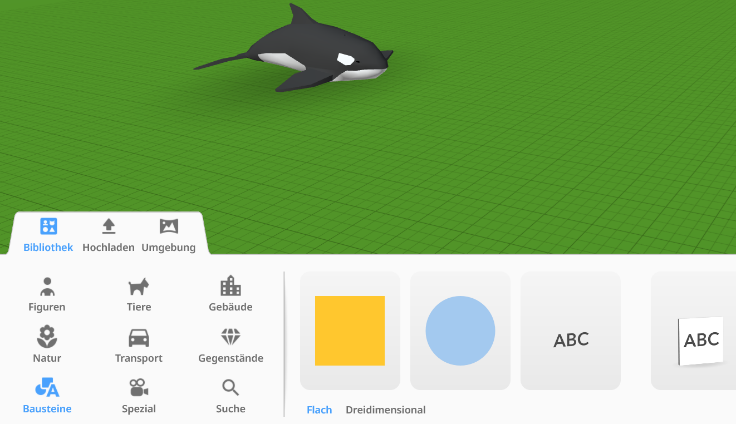 Bibliothek Hochladen Umgebung
Figuren Tiere Gebäude
Natur Transport Gegenstände
Bausteine Spezial Suche
ABC ABC
Flach Dreidimensional